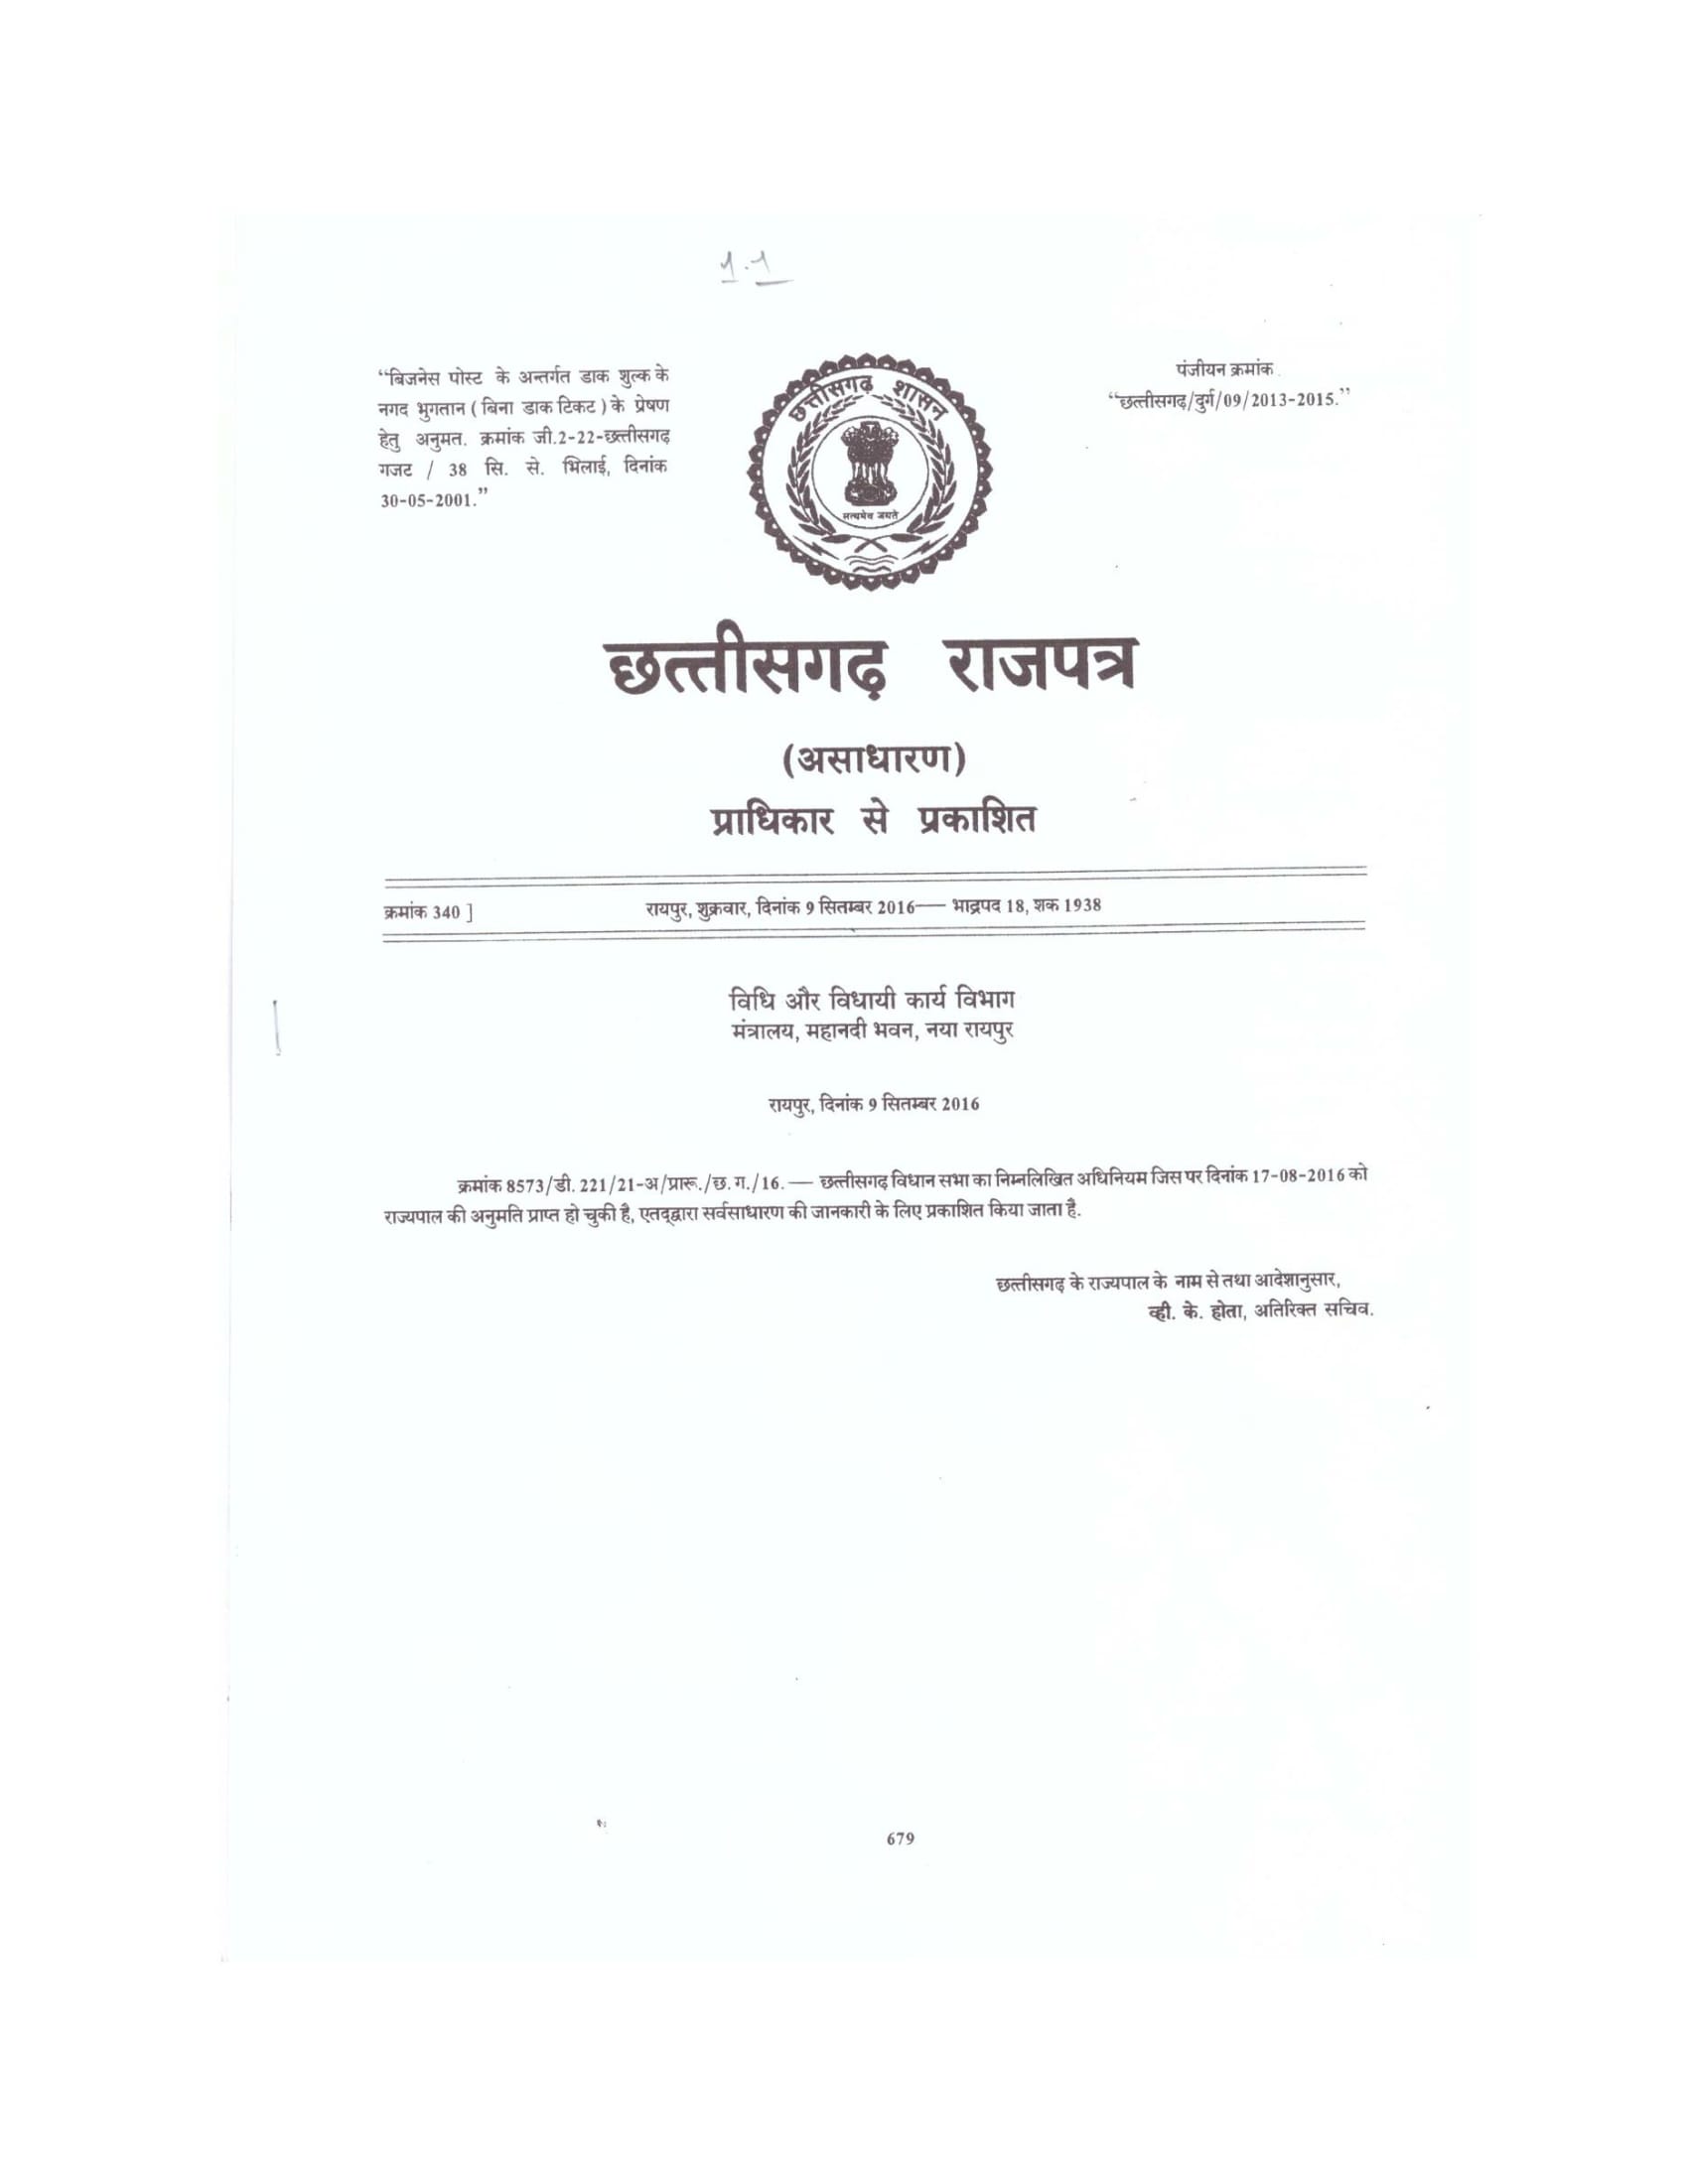 1.1
“बिजनेस पोस्ट के अन्तर्गत डाक शुल्क के
नगद भुगतान ( बिना डाक टिकट ) के प्रेषण
हेतु अनुमत. क्रमांक जी.2-22-छत्तीसगढ़
गजट / 38 सि. से. भिलाई, दिनांक
30-05-2001.”
छत्तीसगढ़ शासन
सत्यमेव जयते
पंजीयन क्रमांक
“छत्तीसगढ़/दुर्ग/09/2013-2015.”
छत्तीसगढ़ राजपत्र
(असाधारण)
प्राधिकार से प्रकाशित
क्रमांक 340 ]
रायपुर, शुक्रवार, दिनांक 9 सितम्बर 2016— भाद्रपद 18, शक 1938
विधि और विधायी कार्य विभाग
मंत्रालय, महानदी भवन, नया रायपुर
रायपुर, दिनांक 9 सितम्बर 2016
क्रमांक 8573/डी. 221/21-अ/प्रारू./छ. ग./16. — छत्तीसगढ़ विधान सभा का निम्नलिखित अधिनियम जिस पर दिनांक 17-08-2016 को
राज्यपाल की अनुमति प्राप्त हो चुकी है, एतद्द्वारा सर्वसाधारण की जानकारी के लिए प्रकाशित किया जाता है.
छत्तीसगढ़ के राज्यपाल के नाम से तथा आदेशानुसार,
व्ही. के. होता, अतिरिक्त सचिव.
679